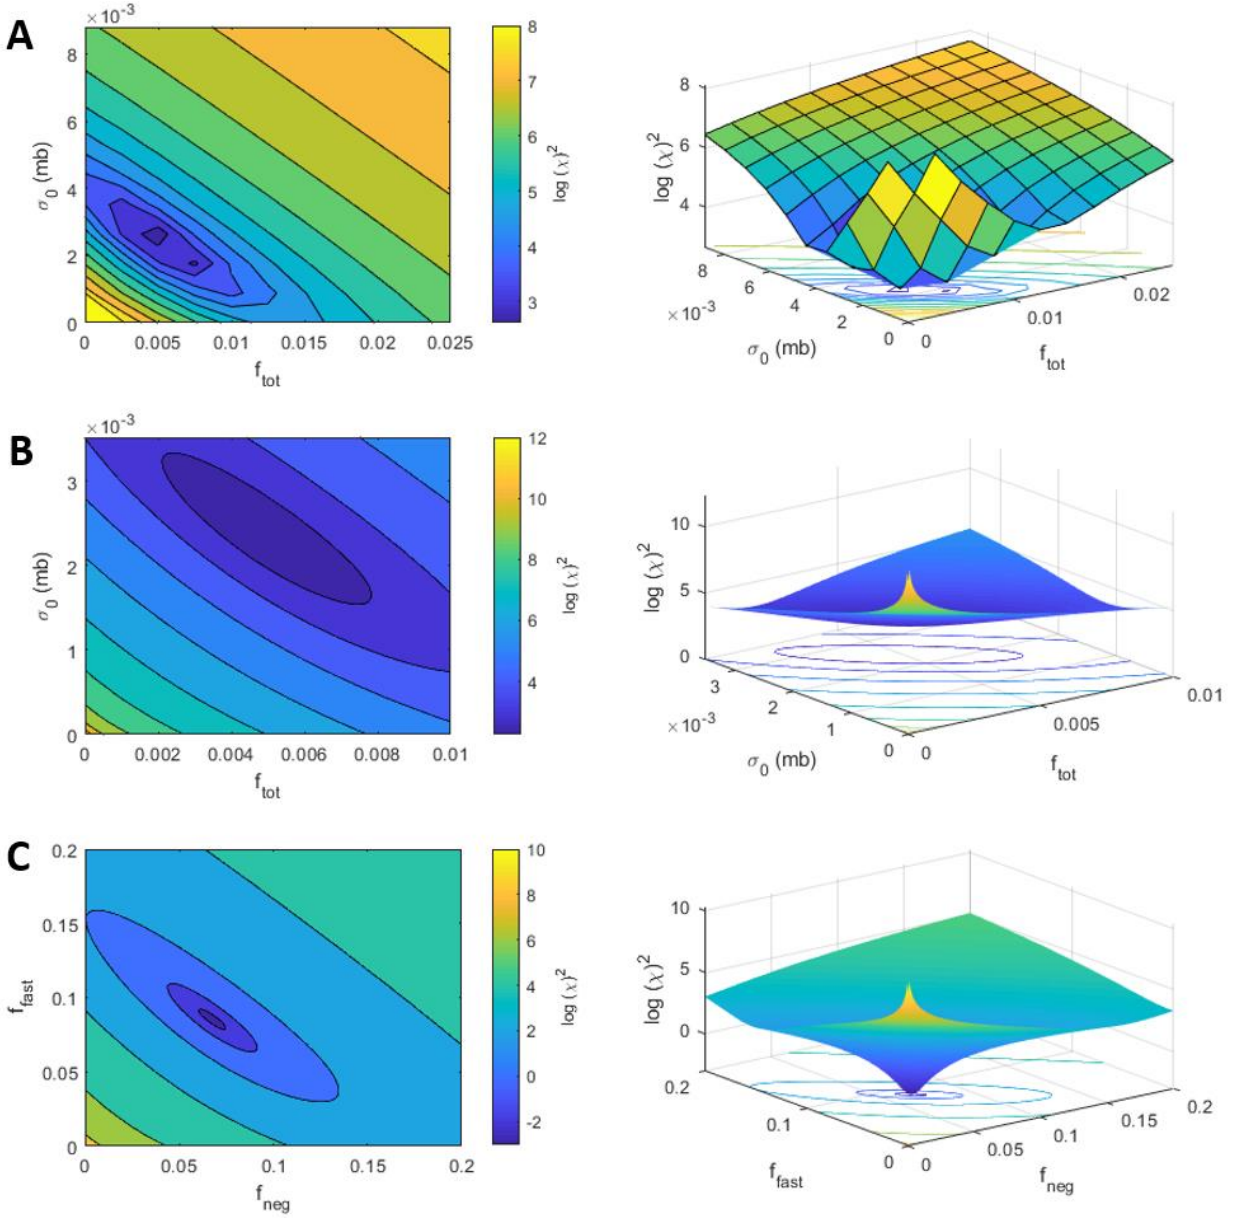 A
×10⁻³
8
6
4
2
0
σ₀ (mb)
0 0.005 0.01 0.015 0.02 0.025
f_tot
8
7
6
5
4
3
log (χ)²
8
6
4
log (χ)²
8
6
4
2
0
×10⁻³
σ₀ (mb)
0
0.01
0.02
f_tot
B
×10⁻³
3
2
1
0
σ₀ (mb)
0 0.002 0.004 0.006 0.008 0.01
f_tot
12
10
8
6
4
log (χ)²
10
5
0
log (χ)²
3
2
1
0
×10⁻³
σ₀ (mb)
0
0.005
0.01
f_tot
C
0.2
0.15
0.1
0.05
0
f_fast
0 0.05 0.1 0.15 0.2
f_neg
10
8
6
4
2
0
-2
log (χ)²
10
5
0
log (χ)²
0.2
0.1
0
f_fast
0
0.05
0.1
0.15
0.2
f_neg